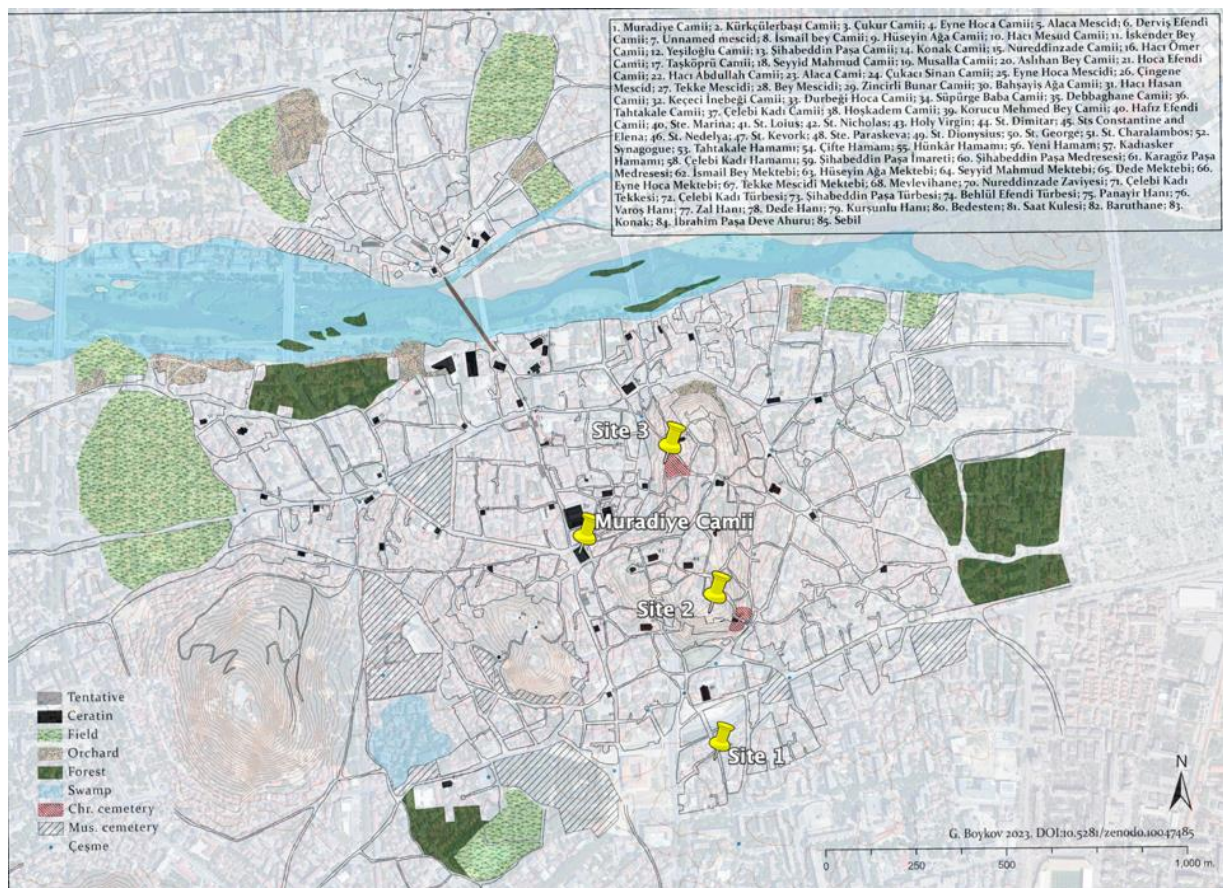 1. Muradiye Camii; 2. Kürkçülerbaşı Camii; 3. Çukur Camii; 4. Eyne Hoca Camii; 5. Alaca Mescid; 6. Derviş Efendi
Camii; 7. Unnamed mescid; 8. İsmail bey Camii; 9. Hüseyin Ağa Camii; 10. Hacı Mesud Camii; 11. İskender Bey
Camii; 12. Yeşiloğlu Camii; 13. Şihabeddin Paşa Camii; 14. Konak Camii; 15. Nureddinzade Camii; 16. Hacı Ömer
Camii; 17. Taşköprü Camii; 18. Seyyid Mahmud Camii; 19. Musalla Camii; 20. Aslıhan Bey Camii; 21. Hoca Efendi
Camii; 22. Hacı Abdullah Camii; 23. Alaca Cami; 24. Çukacı Sinan Camii; 25. Eyne Hoca Mescidi; 26. Çingene
Mescid; 27. Tekke Mescidi; 28. Bey Mescidi; 29. Zincirli Bunar Camii; 30. Bahşayiş Ağa Camii; 31. Hacı Hasan
Camii; 32. Keçeci İnebeği Camii; 33. Durbeği Hoca Camii; 34. Süpürge Baba Camii; 35. Debbaghane Camii; 36.
Tahtakale Camii; 37. Çelebi Kadı Camii; 38. Hoşkadem Camii; 39. Korucu Mehmed Bey Camii; 40. Hafız Efendi
Camii; 40. Ste. Marina; 41. St. Loius; 42. St. Nicholas; 43. Holy Virgin; 44. St. Dimitar; 45. Sts Constantine and
Elena; 46. St. Nedelya; 47. St. Kevork; 48. Ste. Paraskeva; 49. St. Dionysius; 50. St. George; 51. St. Charalambos; 52.
Synagogue; 53. Tahtakale Hamamı; 54. Çifte Hamam; 55. Hünkâr Hamamı; 56. Yeni Hamam; 57. Kadıasker
Hamamı; 58. Çelebi Kadı Hamamı; 59. Şihabeddin Paşa İmareti; 60. Şihabeddin Paşa Medresesi; 61. Karagöz Paşa
Medresesi; 62. İsmail Bey Mektebi; 63. Hüseyin Ağa Mektebi; 64. Seyyid Mahmud Mektebi; 65. Dede Mektebi; 66.
Eyne Hoca Mektebi; 67. Tekke Mescidi Mektebi; 68. Mevlevihane; 70. Nureddinzade Zaviyesi; 71. Çelebi Kadı
Tekkesi; 72. Çelebi Kadı Türbesi; 73. Şihabeddin Paşa Türbesi; 74. Behlül Efendi Türbesi; 75. Panayir Hanı; 76.
Varoş Hanı; 77. Zal Hanı; 78. Dede Hanı; 79. Kurşunlu Hanı; 80. Bedesten; 81. Saat Kulesi; 82. Baruthane; 83.
Konak; 84. İbrahim Paşa Deve Ahuru; 85. Sebil
Site 3
Muradiye Camii
Site 2
Site 1
Tentative
Ceratin
Field
Orchard
Forest
Swamp
Chr. cemetery
Mus. cemetery
Çeşme
N
G. Boykov 2023. DOI:10.5281/zenodo.10047485
0 250 500 1,000 m.